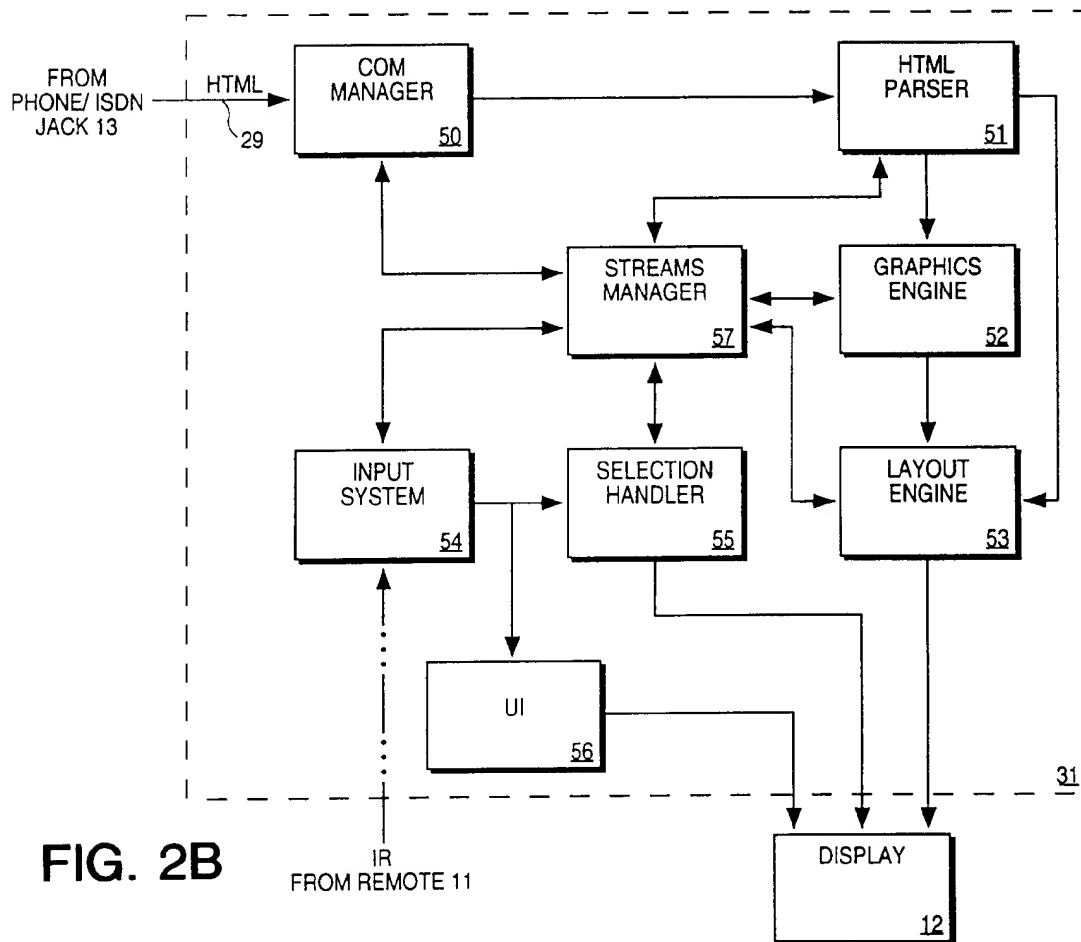 FROM
PHONE/ ISDN
JACK 13
HTML
29
COM
MANAGER
50
HTML
PARSER
51
STREAMS
MANAGER
57
GRAPHICS
ENGINE
52
INPUT
SYSTEM
54
SELECTION
HANDLER
55
LAYOUT
ENGINE
53
UI
56
31
FIG. 2B
IR
FROM REMOTE 11
DISPLAY
12